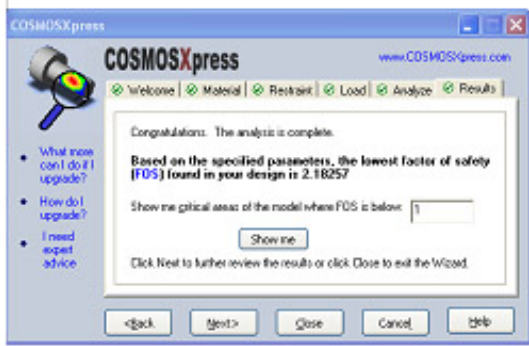 COSMOSXpress
COSMOSXpress
www.COSMOSXpress.com
Welcome Material Restraint Load Analyze Results
What more
can I do if I
upgrade?
How do I
upgrade?
I need
expert
advice
Congratulations. The analysis is complete.
Based on the specified parameters, the lowest factor of safety
(FOS) found in your design is 2.18257
Show me critical areas of the model where FOS is below: 1
Show me
Click Next to further review the results or click Close to exit the Wizard.
<Back Next> Close Cancel Help